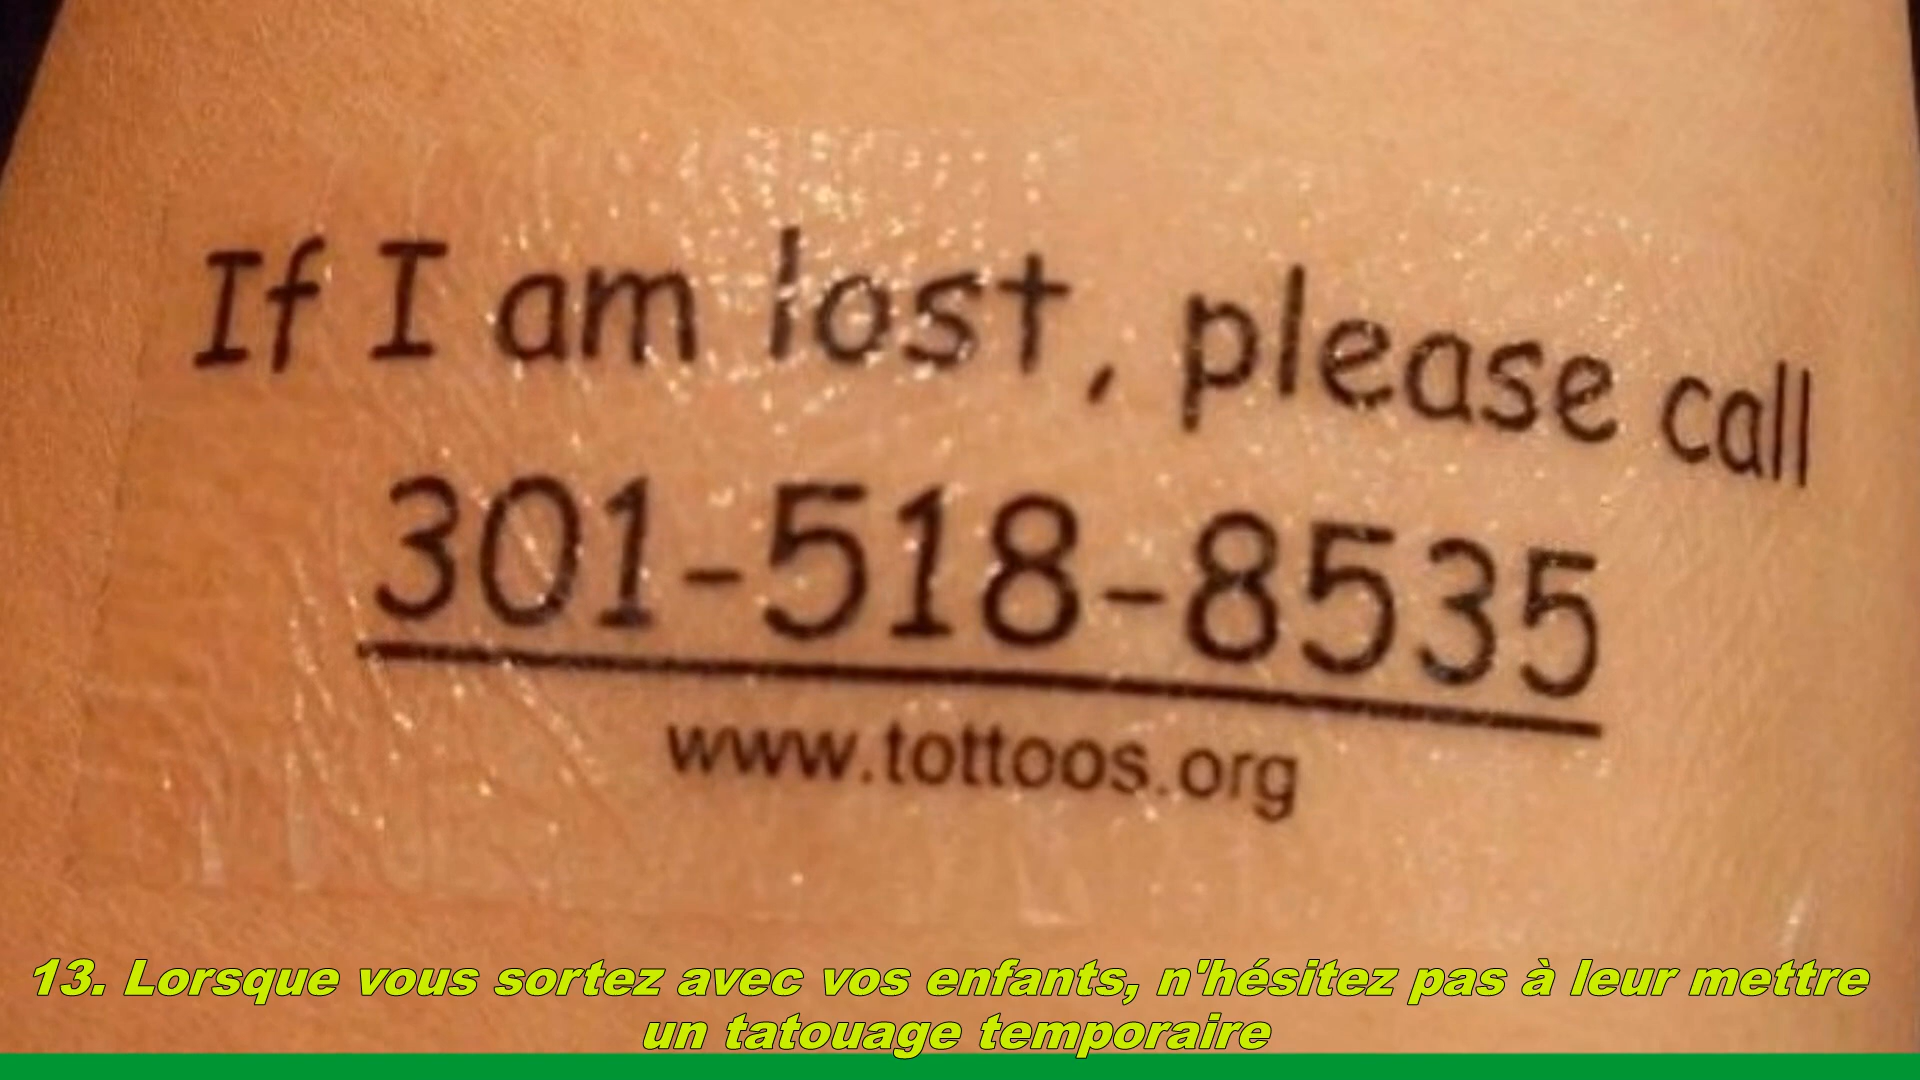 If I am lost, please call
301-518-8535
www.tottoos.org
13. Lorsque vous sortez avec vos enfants, n'hésitez pas à leur mettre
un tatouage temporaire